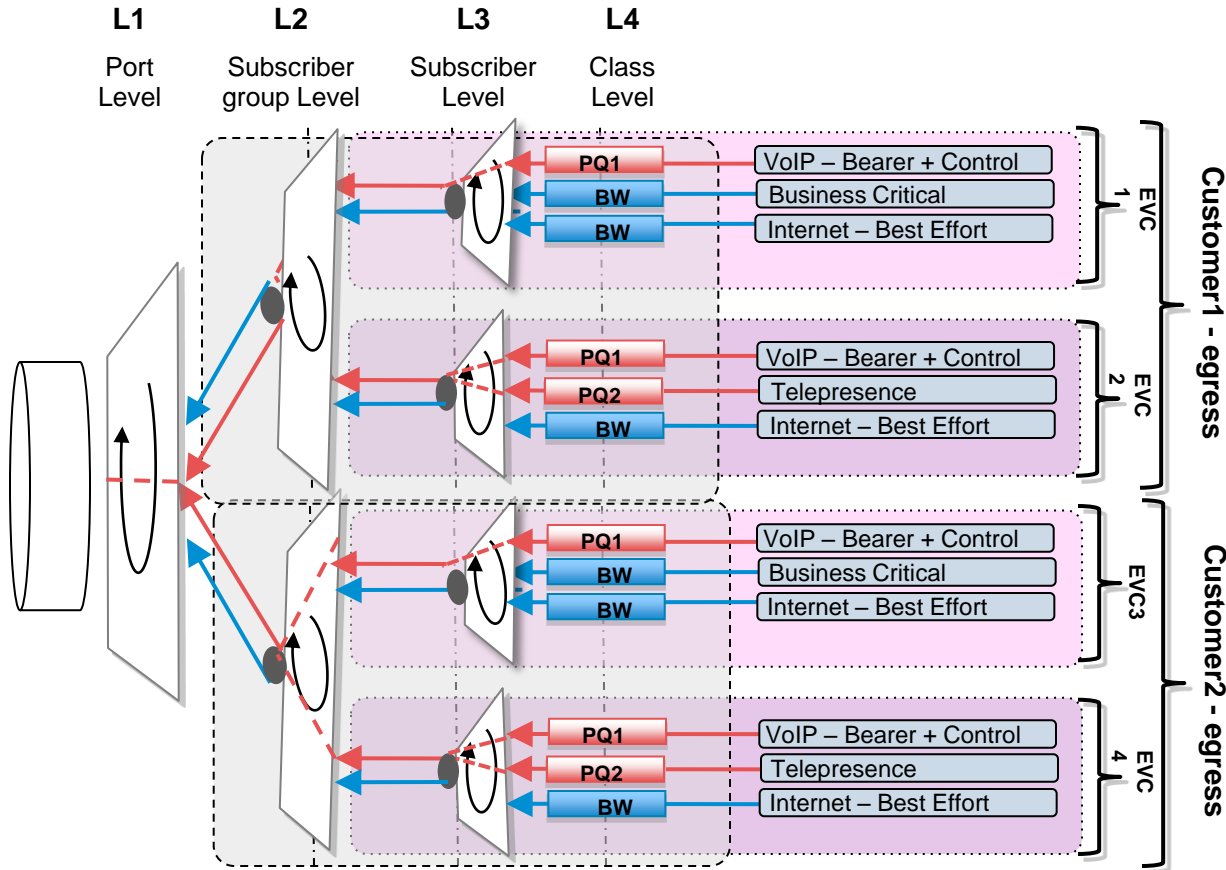 L1
L2
L3
L4
Port
Level
Subscriber
group Level
Subscriber
Level
Class
Level
PQ1
VoIP – Bearer + Control
BW
Business Critical
BW
Internet – Best Effort
EVC
1
PQ1
VoIP – Bearer + Control
PQ2
Telepresence
BW
Internet – Best Effort
EVC
2
Customer1 - egress
PQ1
VoIP – Bearer + Control
BW
Business Critical
BW
Internet – Best Effort
EVC3
PQ1
VoIP – Bearer + Control
PQ2
Telepresence
BW
Internet – Best Effort
EVC
4
Customer2 - egress